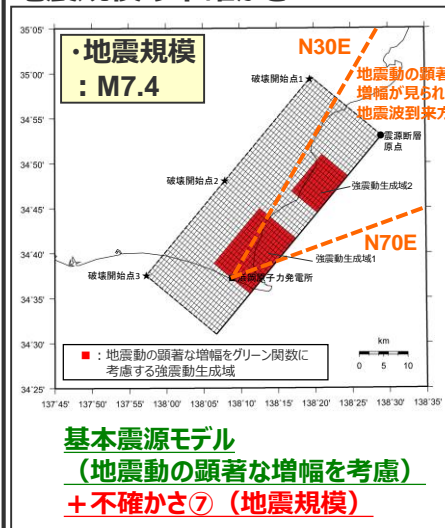 ・地震規模
：M7.4
N30E
地震動の顕著
増幅が見られ
地震波到来方
破壊開始点1
震源断層
原点
破壊開始点2
強震動生成域2
N70E
強震動生成域1
破壊開始点3
子力発電所
■：地震動の顕著な増幅をグリーン関数に
考慮する強震動生成域
km
0 5 10
35°05'
35°00'
34°55'
34°50'
34°45'
34°40'
34°35'
34°30'
34°25'
137°45' 137°50' 137°55' 138°00' 138°05' 138°10' 138°15' 138°20' 138°25' 138°30' 138°35'
基本震源モデル
（地震動の顕著な増幅を考慮）
＋不確かさ⑦（地震規模）